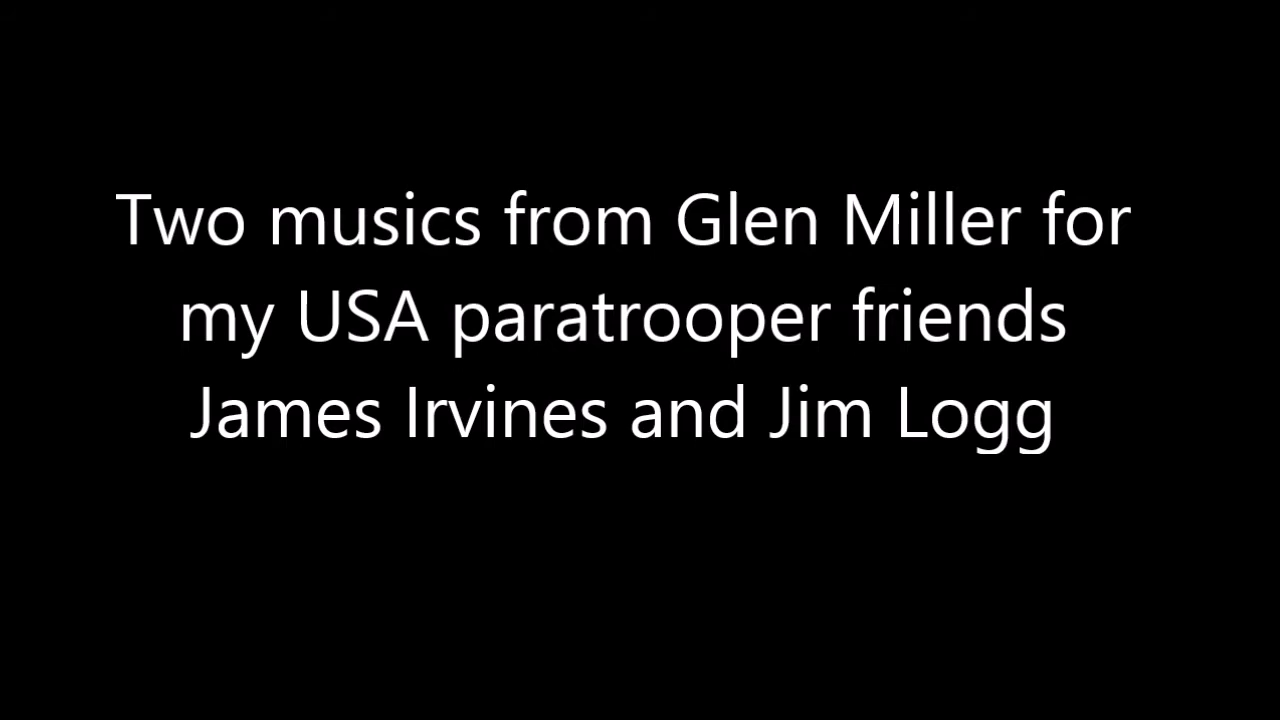 Two musics from Glen Miller for
my USA paratrooper friends
James Irvines and Jim Logg